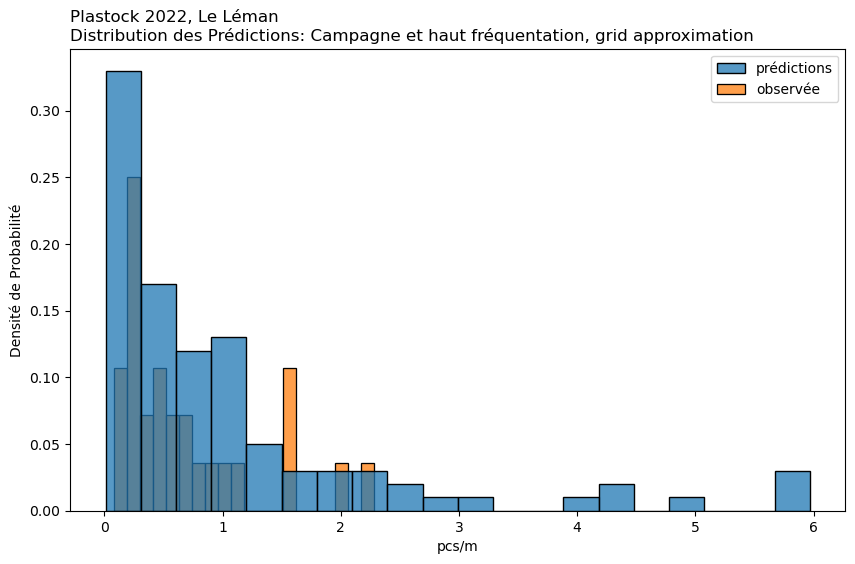 Plastock 2022, Le Léman
Distribution des Prédictions: Campagne et haut fréquentation, grid approximation
prédictions
observée
Densité de Probabilité
0.30
0.25
0.20
0.15
0.10
0.05
0.00
0 1 2 3 4 5 6
pcs/m